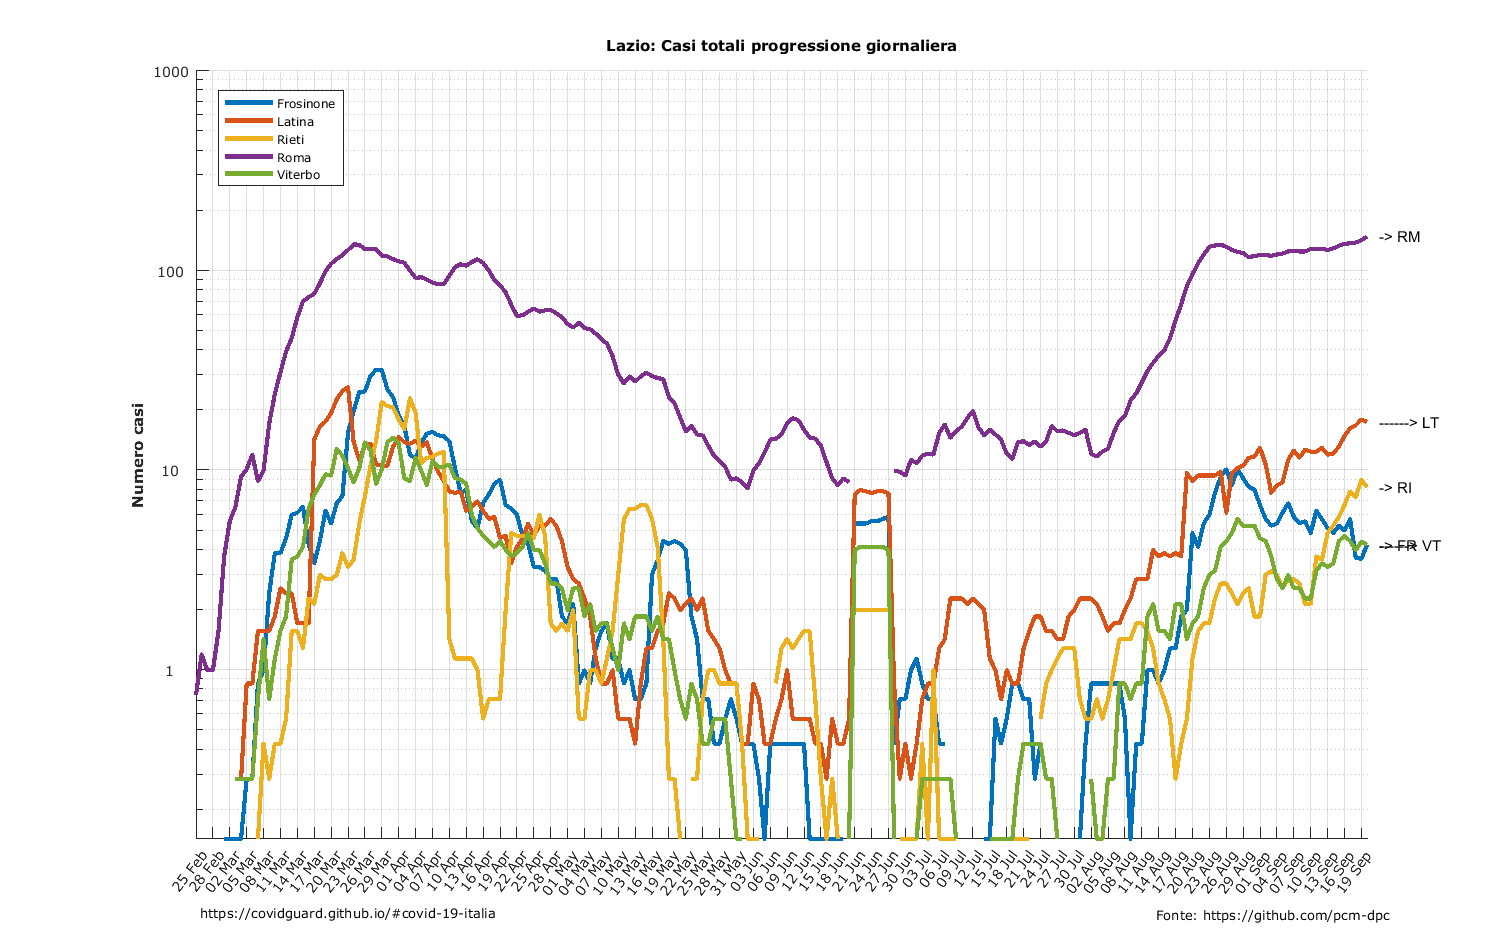 Lazio: Casi totali progressione giornaliera
1000
100
10
1
Numero casi
Frosinone
Latina
Rieti
Roma
Viterbo
-> RM
------> LT
-> RI
-> FR
----> VT
25 Feb
28 Feb
02 Mar
05 Mar
08 Mar
11 Mar
14 Mar
17 Mar
20 Mar
23 Mar
26 Mar
29 Mar
01 Apr
04 Apr
07 Apr
10 Apr
13 Apr
16 Apr
19 Apr
22 Apr
25 Apr
28 Apr
01 May
04 May
07 May
10 May
13 May
16 May
19 May
22 May
25 May
28 May
31 May
03 Jun
06 Jun
09 Jun
12 Jun
15 Jun
18 Jun
21 Jun
24 Jun
27 Jun
30 Jun
03 Jul
06 Jul
09 Jul
12 Jul
15 Jul
18 Jul
21 Jul
24 Jul
27 Jul
30 Jul
02 Aug
05 Aug
08 Aug
11 Aug
14 Aug
17 Aug
20 Aug
23 Aug
26 Aug
29 Aug
01 Sep
04 Sep
07 Sep
10 Sep
13 Sep
16 Sep
19 Sep
https://covidguard.github.io/#covid-19-italia
Fonte: https://github.com/pcm-dpc